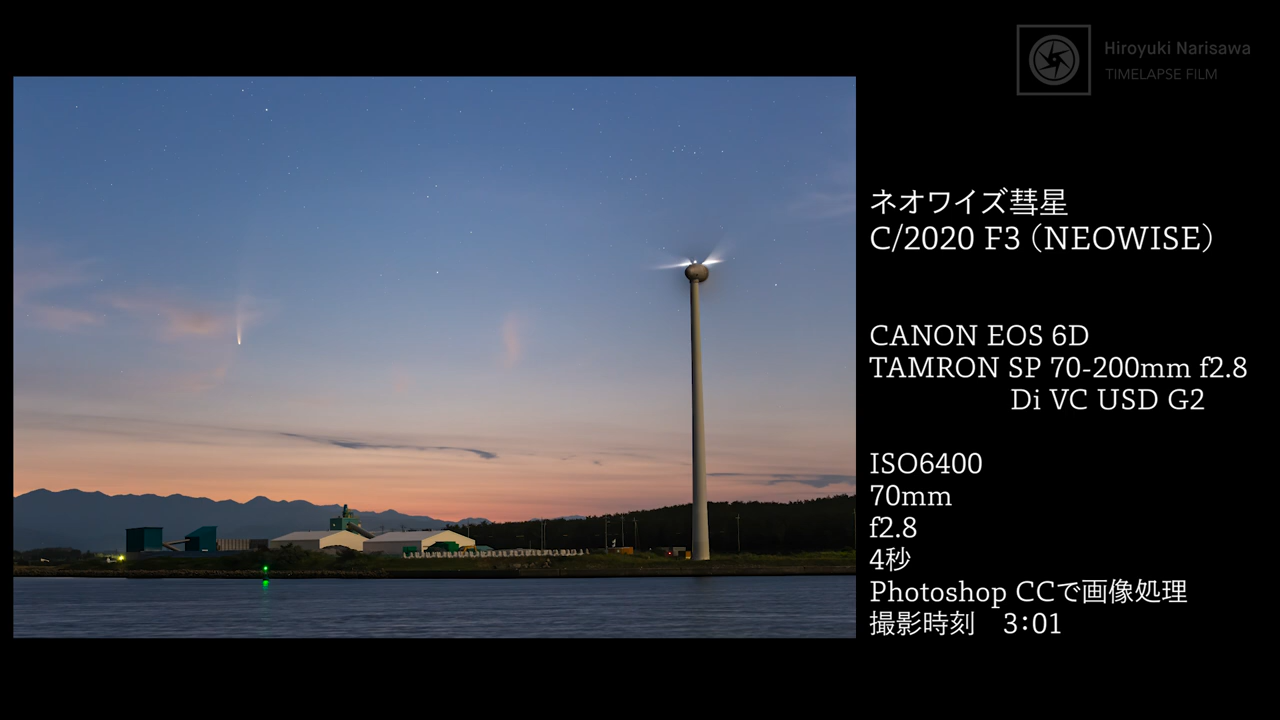 Hiroyuki Narisawa
TIMELAPSE FILM
ネオワイズ彗星
C/2020 F3（NEOWISE）
CANON EOS 6D
TAMRON SP 70-200mm f2.8
Di VC USD G2
ISO6400
70mm
f2.8
4秒
Photoshop CCで画像処理
撮影時刻　3：01